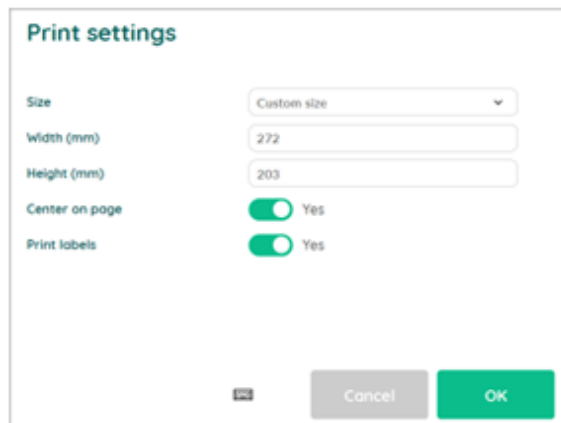 Print settings
Size Custom size
Width (mm) 272
Height (mm) 203
Center on page Yes
Print labels Yes
Cancel OK